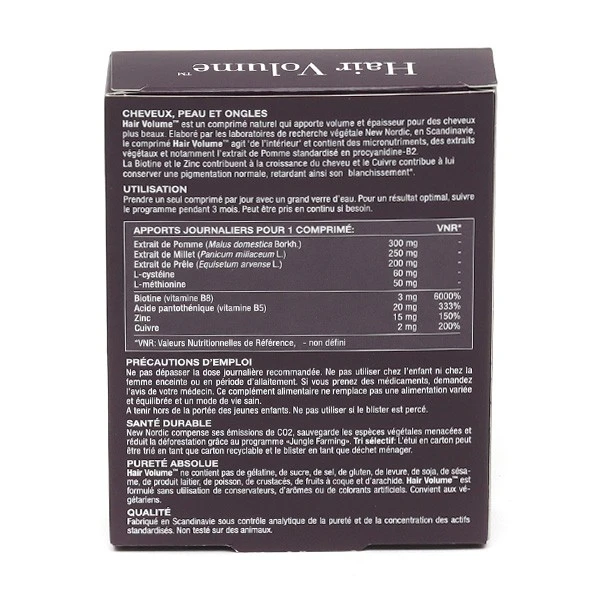 Hair Volume™
CHEVEUX, PEAU ET ONGLES
Hair Volume™ est un comprimé naturel qui apporte volume et épaisseur pour des cheveux
plus beaux. Elaboré par les laboratoires de recherche végétale New Nordic, en Scandinavie,
le comprimé Hair Volume™ agit 'de l'intérieur' et contient des micronutriments, des extraits
végétaux et notamment l'extrait de Pomme standardisé en procyanidine-B2.
La Biotine et le Zinc contribuent à la croissance du cheveu et le Cuivre contribue à lui
conserver une pigmentation normale, retardant ainsi son blanchissement*.
UTILISATION
Prendre un seul comprimé par jour avec un grand verre d'eau. Pour un résultat optimal, suivre
le programme pendant 3 mois. Peut être pris en continu si besoin.
APPORTS JOURNALIERS POUR 1 COMPRIMÉ: VNR*
Extrait de Pomme (Malus domestica Borkh.) 300 mg -
Extrait de Millet (Panicum miliaceum L.) 250 mg -
Extrait de Prêle (Equisetum arvense L.) 200 mg -
L-cystéine 60 mg -
L-méthionine 50 mg -
Biotine (vitamine B8) 3 mg 6000%
Acide pantothénique (vitamine B5) 20 mg 333%
Zinc 15 mg 150%
Cuivre 2 mg 200%
*VNR: Valeurs Nutritionnelles de Référence, - non défini
PRÉCAUTIONS D'EMPLOI
Ne pas dépasser la dose journalière recommandée. Ne pas utiliser chez l'enfant ni chez la
femme enceinte ou en période d'allaitement. Si vous prenez des médicaments, demandez
l'avis de votre médecin. Ce complément alimentaire ne remplace pas une alimentation variée
et équilibrée et un mode de vie sain.
A tenir hors de la portée des jeunes enfants. Ne pas utiliser si le blister est percé.
SANTÉ DURABLE
New Nordic compense ses émissions de CO2, sauvegarde les espèces végétales menacées et
réduit la déforestation grâce au programme «Jungle Farming». Tri sélectif: L'étui en carton peut
être trié en tant que carton recyclable et le blister en tant que déchet ménager.
PURETÉ ABSOLUE
Hair Volume™ ne contient pas de gélatine, de sucre, de sel, de gluten, de levure, de soja, de sésa-
me, de produit laitier, de poisson, de crustacés, de fruits à coque et d'arachide. Hair Volume™ est
formulé sans utilisation de conservateurs, d'arômes ou de colorants artificiels. Convient aux vé-
gétariens.
QUALITÉ
Fabriqué en Scandinavie sous contrôle analytique de la pureté et de la concentration des actifs
standardisés. Non testé sur des animaux.